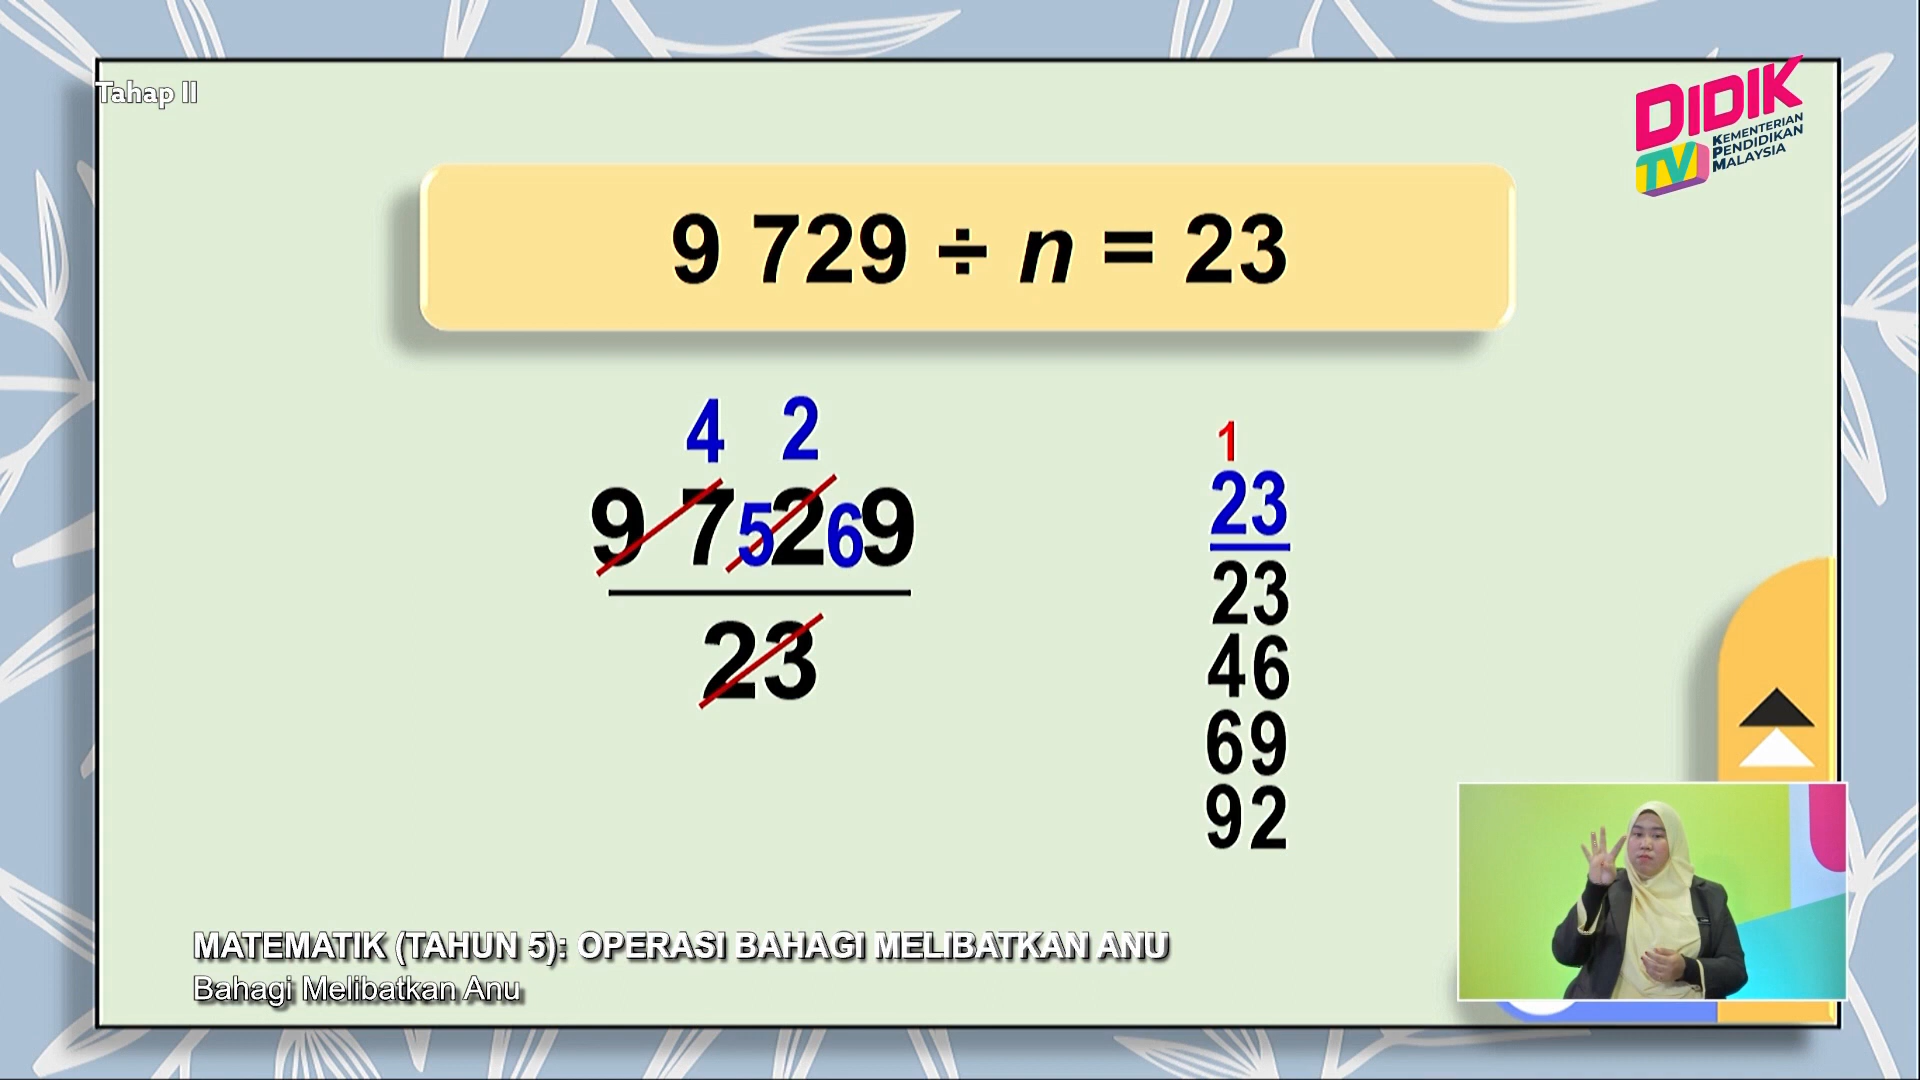 Tahap II
DIDIK
TV
KEMENTERIAN
PENDIDIKAN
MALAYSIA
9 729 ÷ n = 23
4 2
9 7 5 2 6 9
23
1
23
23
46
69
92
MATEMATIK (TAHUN 5): OPERASI BAHAGI MELIBATKAN ANU
Bahagi Melibatkan Anu